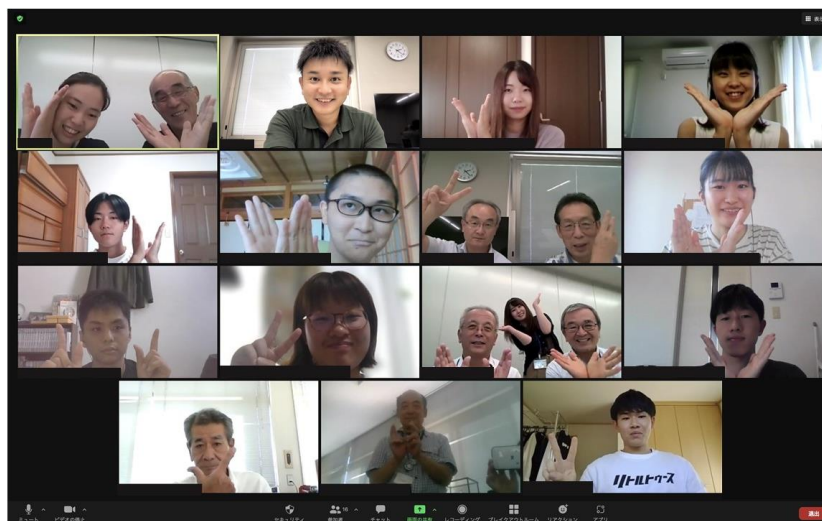 表示
リトルトゥース
ミュート
ビデオの停止
セキュリティ
16
参加者
チャット
画面の共有
レコーディング
ブレイクアウトルーム
リアクション
アプリ
退出